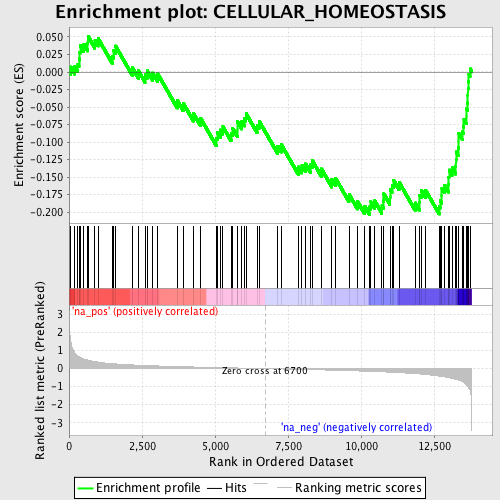 Enrichment plot: CELLULAR_HOMEOSTASIS
Enrichment score (ES)
0.050
0.025
0.000
-0.025
-0.050
-0.075
-0.100
-0.125
-0.150
-0.175
-0.200
'na_pos' (positively correlated)
Ranked list metric (PreRanked)
3
2
1
0
-1
-2
-3
Zero cross at 6700
'na_neg' (negatively correlated)
0 2,500 5,000 7,500 10,000 12,500
Rank in Ordered Dataset
Enrichment profile Hits Ranking metric scores